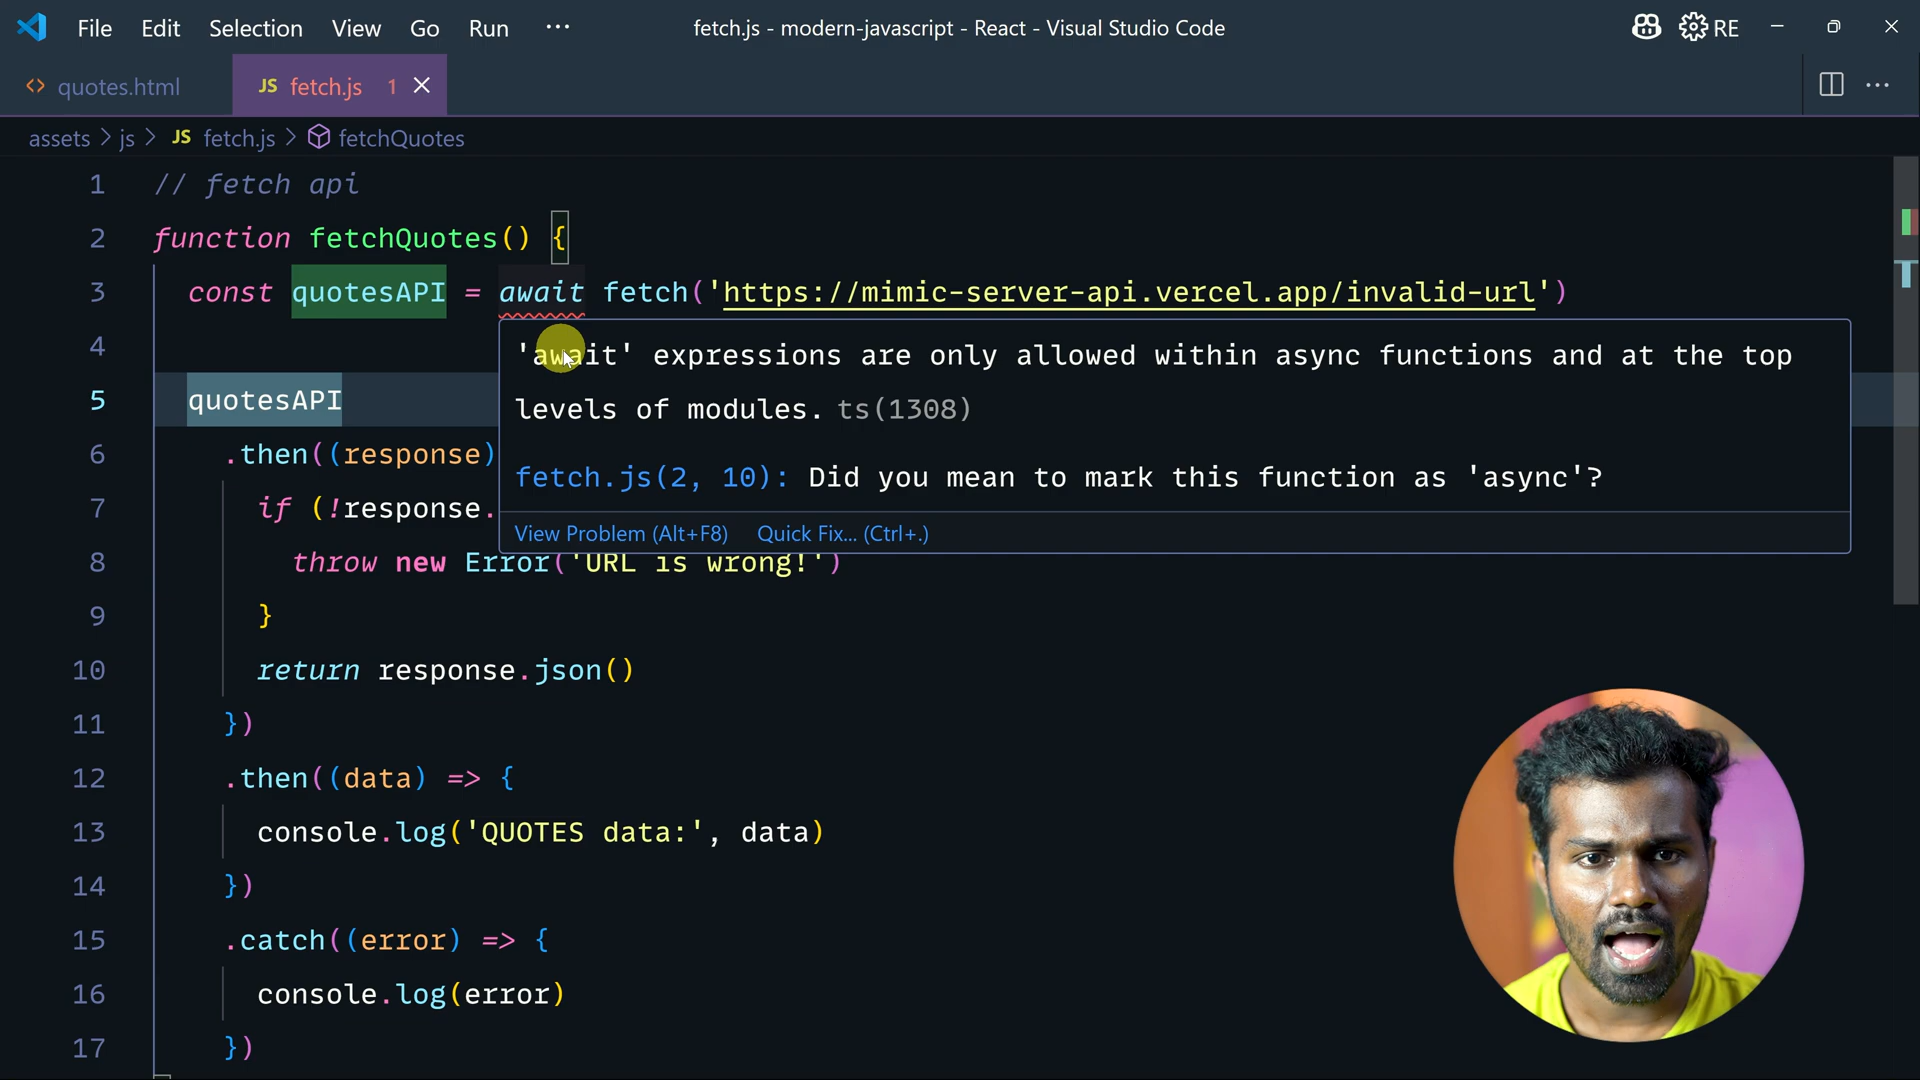 File Edit Selection View Go Run ··· fetch.js - modern-javascript - React - Visual Studio Code RE
<> quotes.html JS fetch.js 1
assets > js > JS fetch.js > fetchQuotes
1 // fetch api
2 function fetchQuotes() {
3 const quotesAPI = await fetch('https://mimic-server-api.vercel.app/invalid-url')
4
'await' expressions are only allowed within async functions and at the top
levels of modules. ts(1308)
fetch.js(2, 10): Did you mean to mark this function as 'async'?
View Problem (Alt+F8) Quick Fix... (Ctrl+.)
5 quotesAPI
6 .then((response)
7 if (!response.
8 throw new Error('URL is wrong!')
9 }
10 return response.json()
11 })
12 .then((data) => {
13 console.log('QUOTES data:', data)
14 })
15 .catch((error) => {
16 console.log(error)
17 })